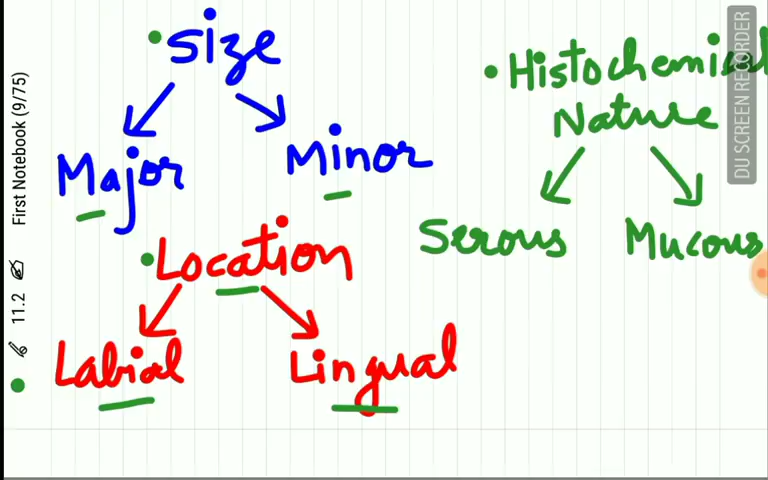 • Size
Major Minor
• Location
Labial Lingual
• Histochemical
Nature
Serous Mucous
First Notebook (9/75)
11.2
DU SCREEN RECORDER